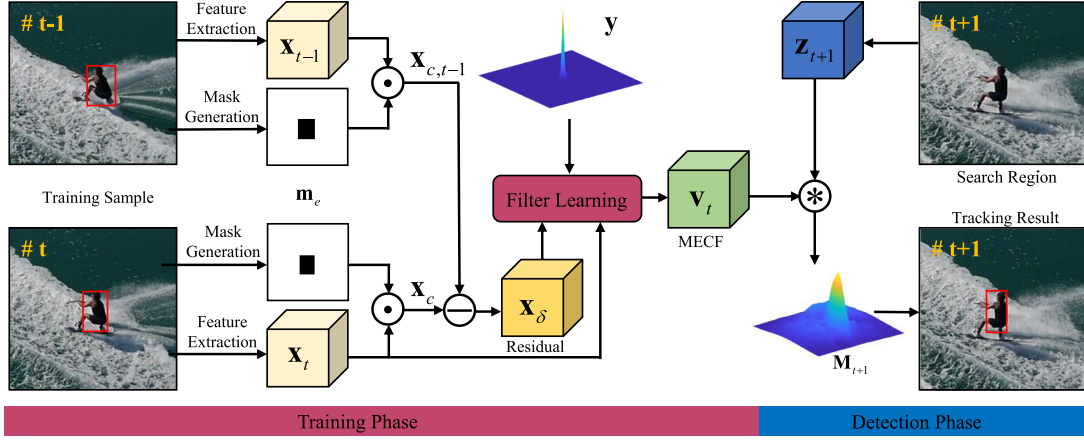 # t-1
Feature
Extraction
x_{t−1}
x_{c,t−1}
Mask
Generation
Training Sample
m_e
# t
Mask
Generation
Feature
Extraction
x_t
x_c
x_δ
Residual
y
Filter Learning
v_t
MECF
z_{t+1}
# t+1
Search Region
Tracking Result
# t+1
M_{t+1}
Training Phase
Detection Phase